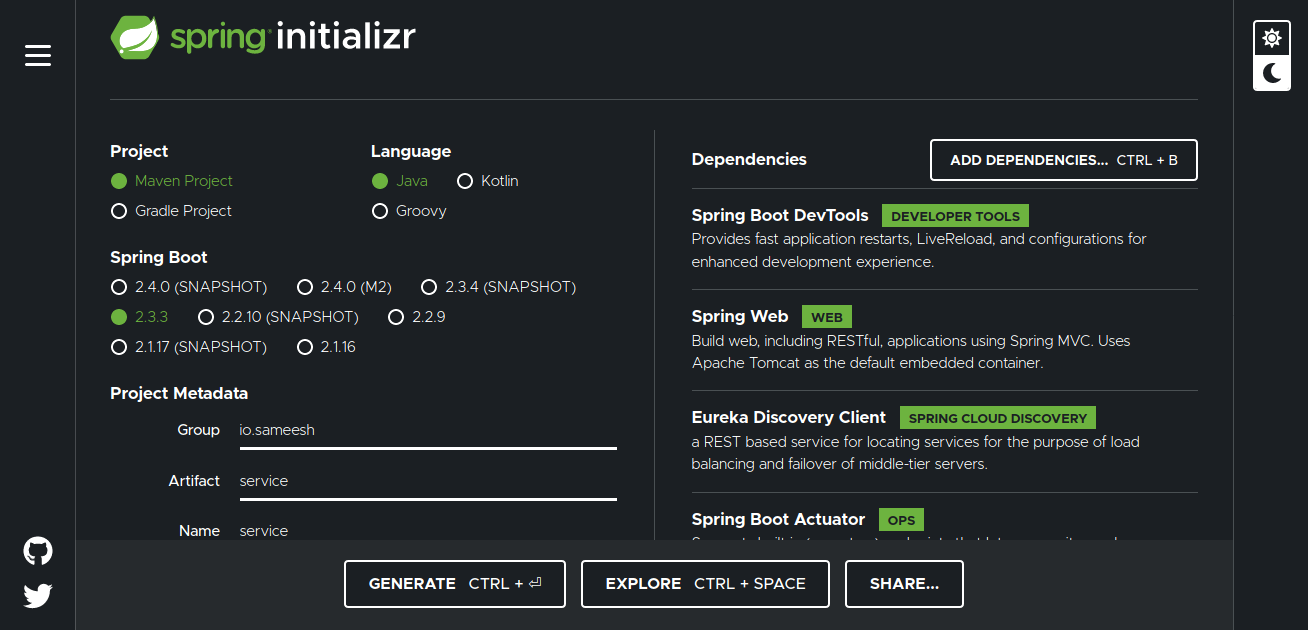 spring initializr
Project
Maven Project
Gradle Project
Language
Java Kotlin
Groovy
Spring Boot
2.4.0 (SNAPSHOT) 2.4.0 (M2) 2.3.4 (SNAPSHOT)
2.3.3 2.2.10 (SNAPSHOT) 2.2.9
2.1.17 (SNAPSHOT) 2.1.16
Project Metadata
Group io.sameesh
Artifact service
Name service
Dependencies ADD DEPENDENCIES... CTRL + B
Spring Boot DevTools DEVELOPER TOOLS
Provides fast application restarts, LiveReload, and configurations for
enhanced development experience.
Spring Web WEB
Build web, including RESTful, applications using Spring MVC. Uses
Apache Tomcat as the default embedded container.
Eureka Discovery Client SPRING CLOUD DISCOVERY
a REST based service for locating services for the purpose of load
balancing and failover of middle-tier servers.
Spring Boot Actuator OPS
GENERATE CTRL + ⏎ EXPLORE CTRL + SPACE SHARE...